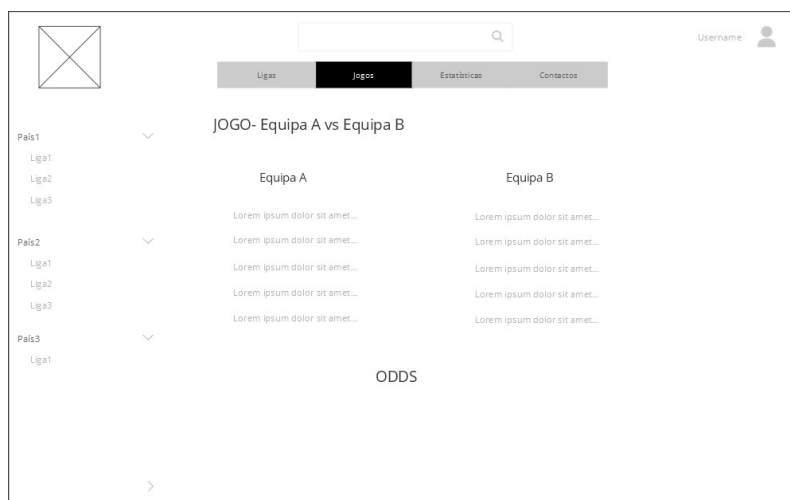 Username
Ligas Jogos Estatísticas Contactos
JOGO- Equipa A vs Equipa B
País1
Liga1
Liga2
Liga3
País2
Liga1
Liga2
Liga3
País3
Liga1
Equipa A
Lorem ipsum dolor sit amet...
Lorem ipsum dolor sit amet...
Lorem ipsum dolor sit amet...
Lorem ipsum dolor sit amet...
Lorem ipsum dolor sit amet...
Equipa B
Lorem ipsum dolor sit amet...
Lorem ipsum dolor sit amet...
Lorem ipsum dolor sit amet...
Lorem ipsum dolor sit amet...
Lorem ipsum dolor sit amet...
ODDS